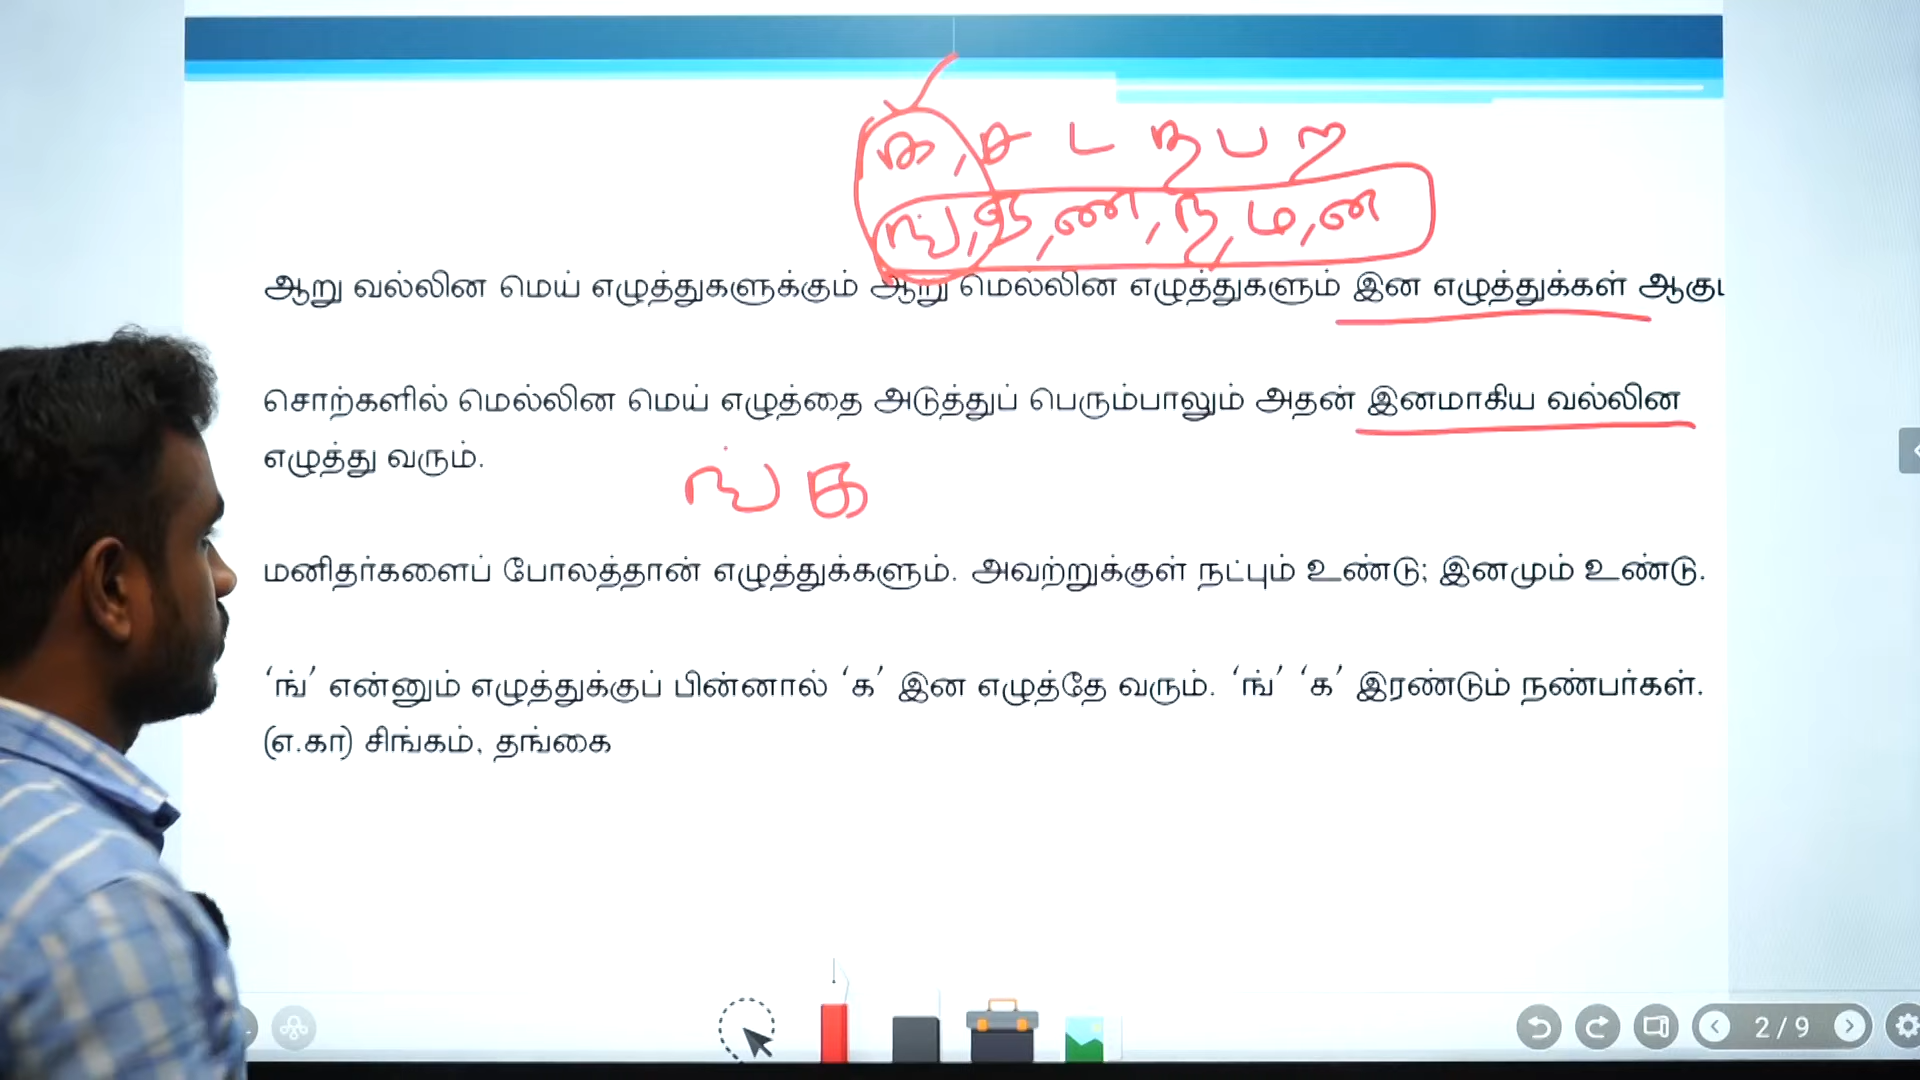 க , ச ட த ப ற
ங் , ஞ , ண , ந , ம , ன
ஆறு வல்லின மெய் எழுத்துகளுக்கும் ஆறு மெல்லின எழுத்துகளும் இன எழுத்துக்கள்
சொற்களில் மெல்லின மெய் எழுத்தை அடுத்துப் பெரும்பாலும் அதன் இனமாகிய வல்லின
எழுத்து வரும்.
ங் க
மனிதர்களைப் போலத்தான் எழுத்துக்களும். அவற்றுக்குள் நட்பும் உண்டு; இனமும் உண்டு.
‘ங்’ என்னும் எழுத்துக்குப் பின்னால் ‘க’ இன எழுத்தே வரும். ‘ங்’ ‘க’ இரண்டும் நண்பர்கள்.
(எ.கா) சிங்கம், தங்கை
2 / 9